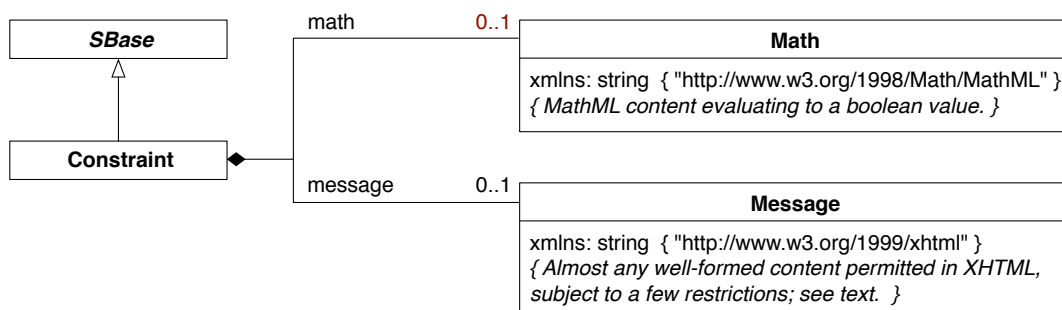 SBase
Constraint
math 0..1
Math
xmlns: string { "http://www.w3.org/1998/Math/MathML" }
{ MathML content evaluating to a boolean value. }
message 0..1
Message
xmlns: string { "http://www.w3.org/1999/xhtml" }
{ Almost any well-formed content permitted in XHTML,
subject to a few restrictions; see text. }